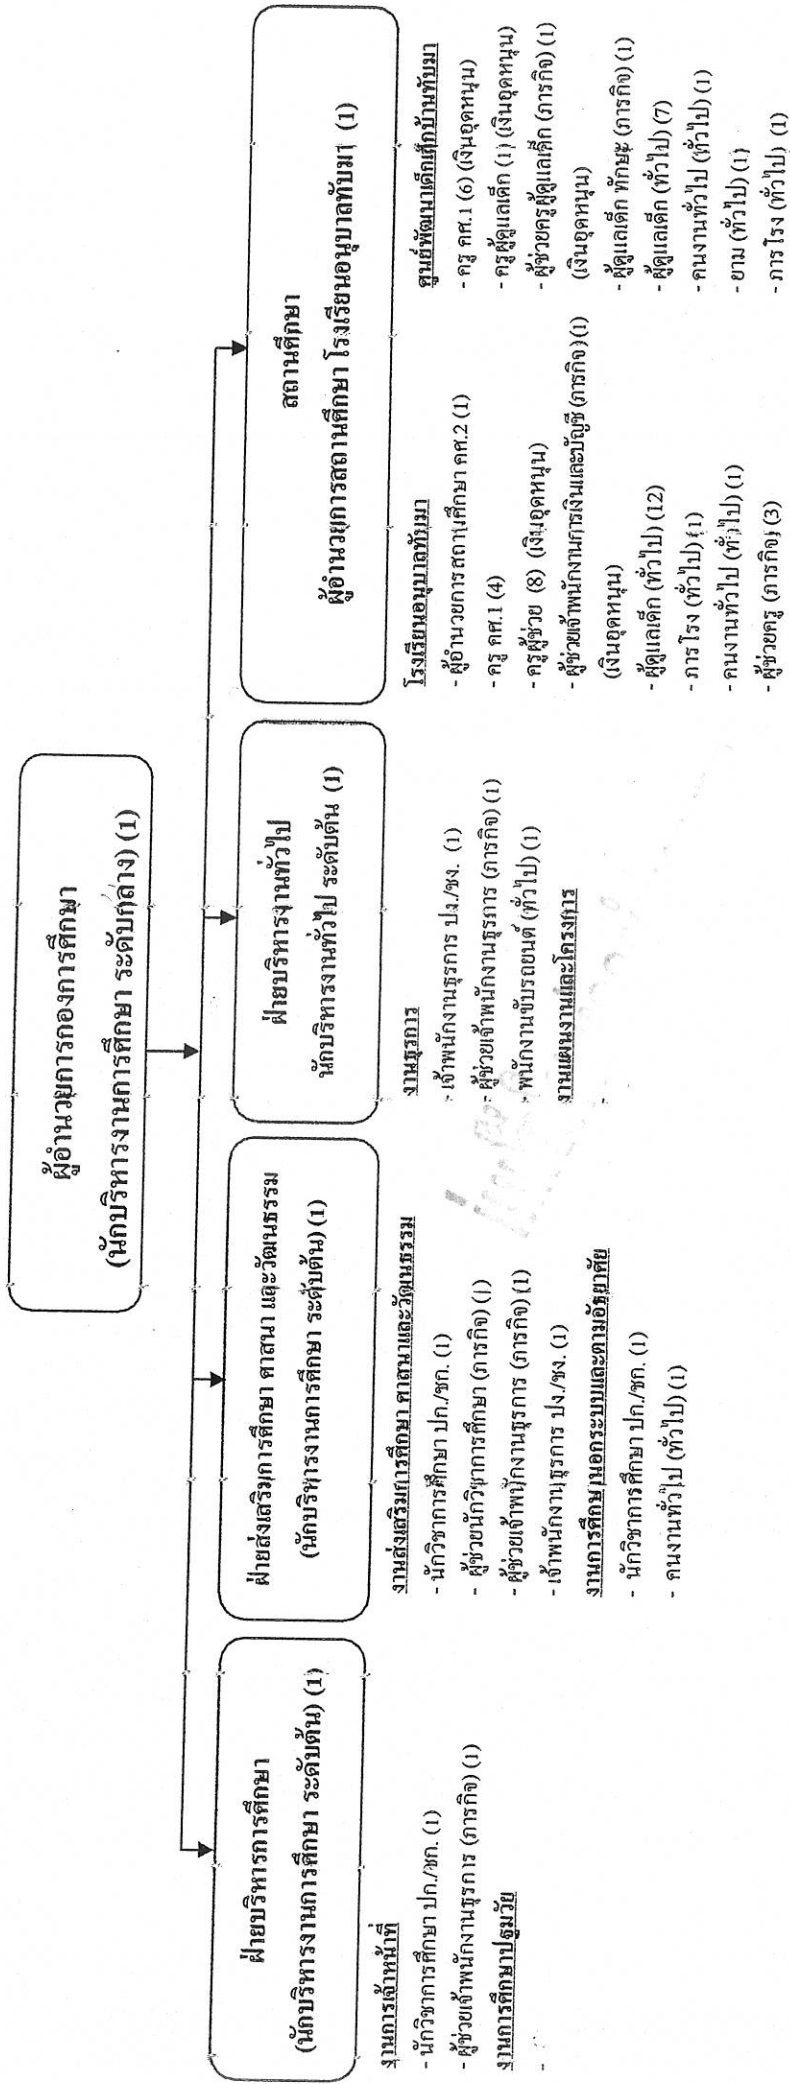 ผู้อำนวยการกองการศึกษา
(นักบริหารงานการศึกษา ระดับกลาง) (1)
ฝ่ายบริหารการศึกษา
(นักบริหารงานการศึกษา ระดับต้น) (1)
งานการเจ้าหน้าที่
- นักวิชาการศึกษา ปก./ชก. (1)
- ผู้ช่วยเจ้าพนักงานธุรการ (ภารกิจ) (1)
งานการศึกษาปฐมวัย
-
ฝ่ายส่งเสริมการศึกษา ศาสนา และวัฒนธรรม
(นักบริหารงานการศึกษา ระดับต้น) (1)
งานส่งเสริมการศึกษา ศาสนาและวัฒนธรรม
- นักวิชาการศึกษา ปก./ชก. (1)
- ผู้ช่วยนักวิชาการศึกษา (ภารกิจ) (1)
- ผู้ช่วยเจ้าพนักงานธุรการ (ภารกิจ) (1)
- เจ้าพนักงานธุรการ ปง./ชง. (1)
งานการศึกษานอกระบบและตามอัธยาศัย
- นักวิชาการศึกษา ปก./ชก. (1)
- คนงานทั่วไป (ทั่วไป) (1)
ฝ่ายบริหารงานทั่วไป
นักบริหารงานทั่วไป ระดับต้น (1)
งานธุรการ
- เจ้าพนักงานธุรการ ปง./ชง. (1)
- ผู้ช่วยเจ้าพนักงานธุรการ (ภารกิจ) (1)
- พนักงานขับรถยนต์ (ทั่วไป) (1)
งานแผนงานและโครงการ
-
สถานศึกษา
ผู้อำนวยการสถานศึกษา โรงเรียนอนุบาลทับมา (1)
โรงเรียนอนุบาลทับมา
- ผู้อำนวยการสถานศึกษา คศ.2 (1)
- ครู คศ.1 (4)
- ครูผู้ช่วย (8) (เงินอุดหนุน)
- ผู้ช่วยเจ้าพนักงานการเงินและบัญชี (ภารกิจ) (1)
(เงินอุดหนุน)
- ผู้ดูแลเด็ก (ทั่วไป) (12)
- ภารโรง (ทั่วไป) (1)
- คนงานทั่วไป (ทั่วไป) (1)
- ผู้ช่วยครู (ภารกิจ) (3)
ศูนย์พัฒนาเด็กเล็กบ้านทับมา
- ครู คศ.1 (6) (เงินอุดหนุน)
- ครูผู้ดูแลเด็ก (1) (เงินอุดหนุน)
- ผู้ช่วยครูผู้ดูแลเด็ก (ภารกิจ) (1)
(เงินอุดหนุน)
- ผู้ดูแลเด็ก ทักษะ (ภารกิจ) (1)
- ผู้ดูแลเด็ก (ทั่วไป) (7)
- คนงานทั่วไป (ทั่วไป) (1)
- ยาม (ทั่วไป) (1)
- ภารโรง (ทั่วไป) (1)